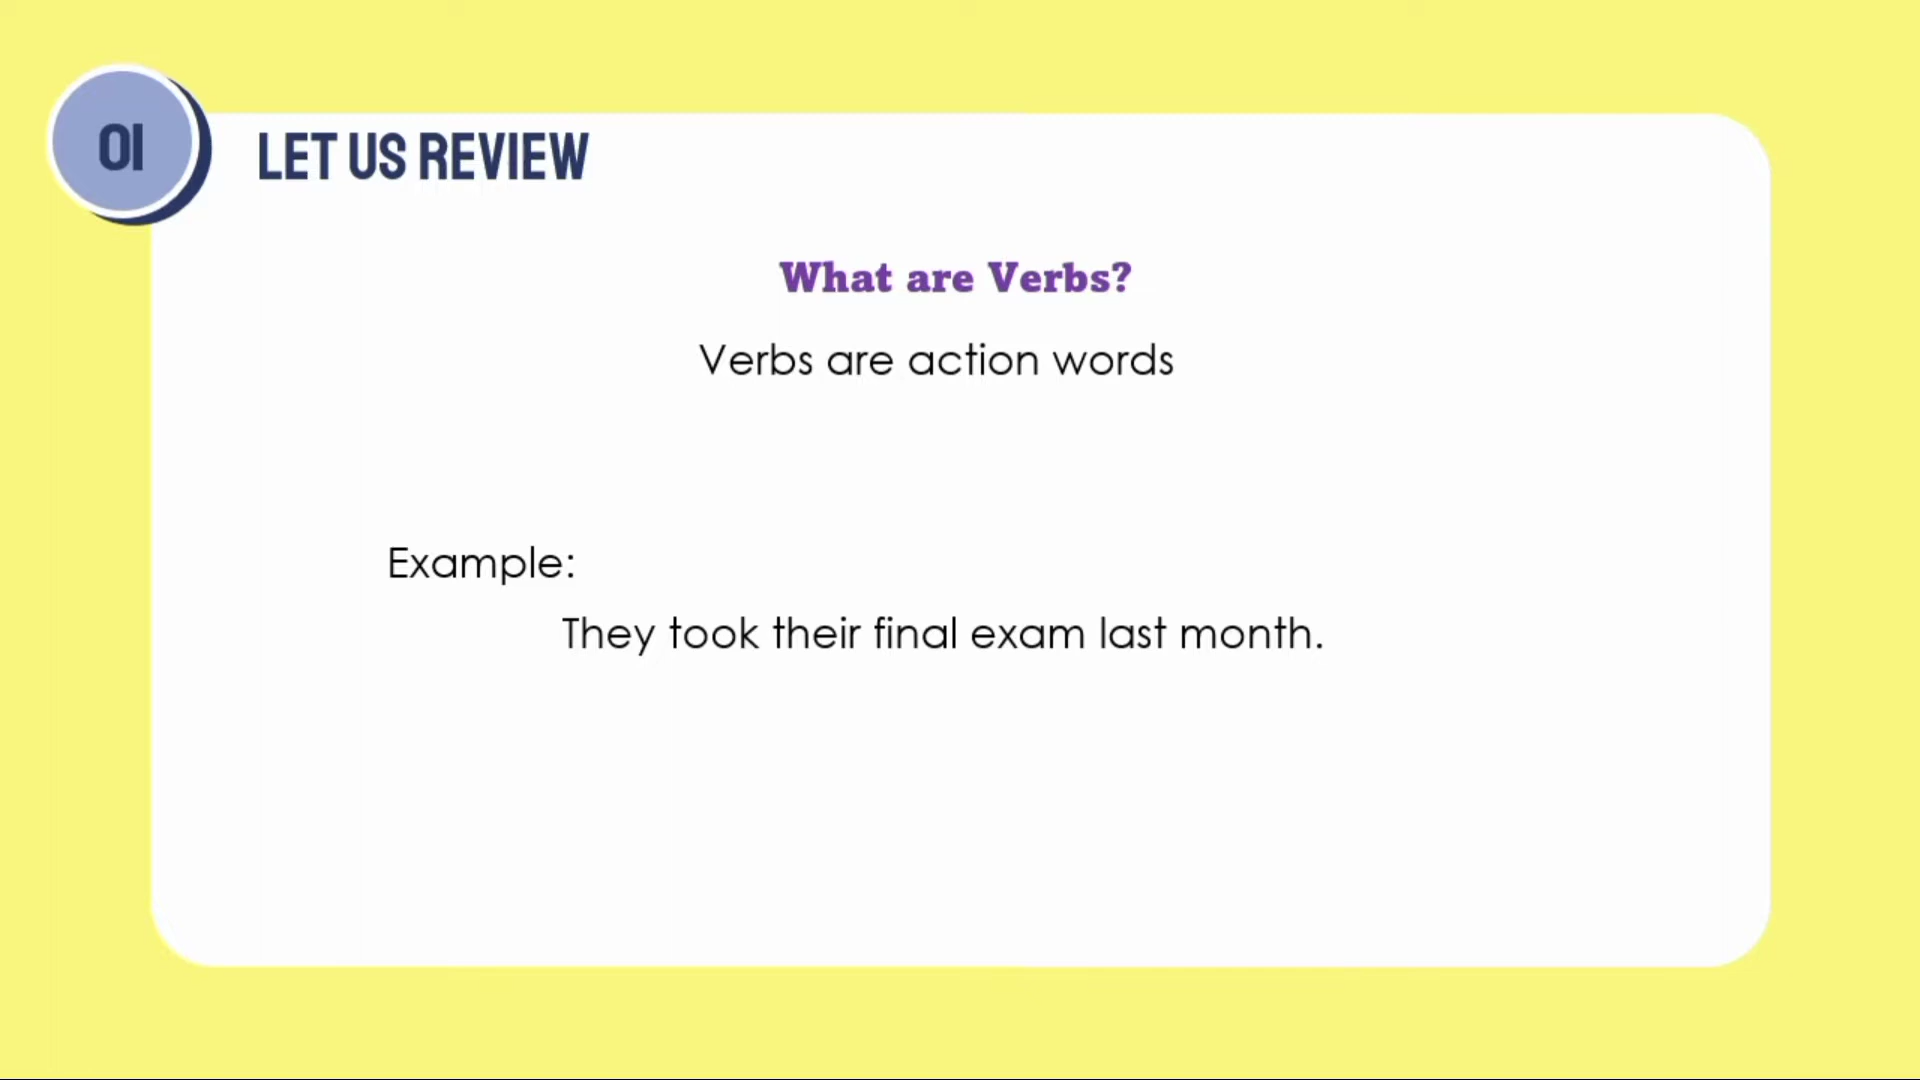 01
LET US REVIEW
What are Verbs?
Verbs are action words
Example:
They took their final exam last month.